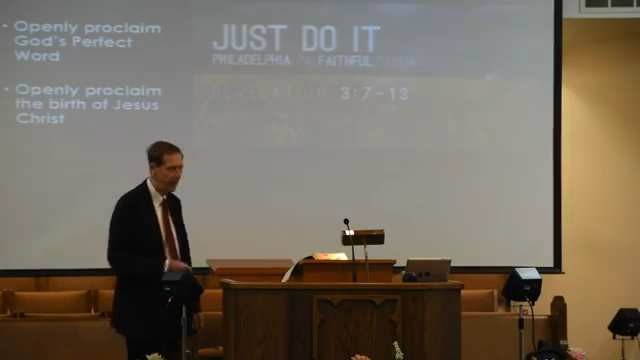 • Openly proclaim
God's Perfect
Word
• Openly proclaim
the birth of Jesus
Christ
JUST DO IT
PHILADELPHIA FAITHFUL
REVELATION 3:7-13